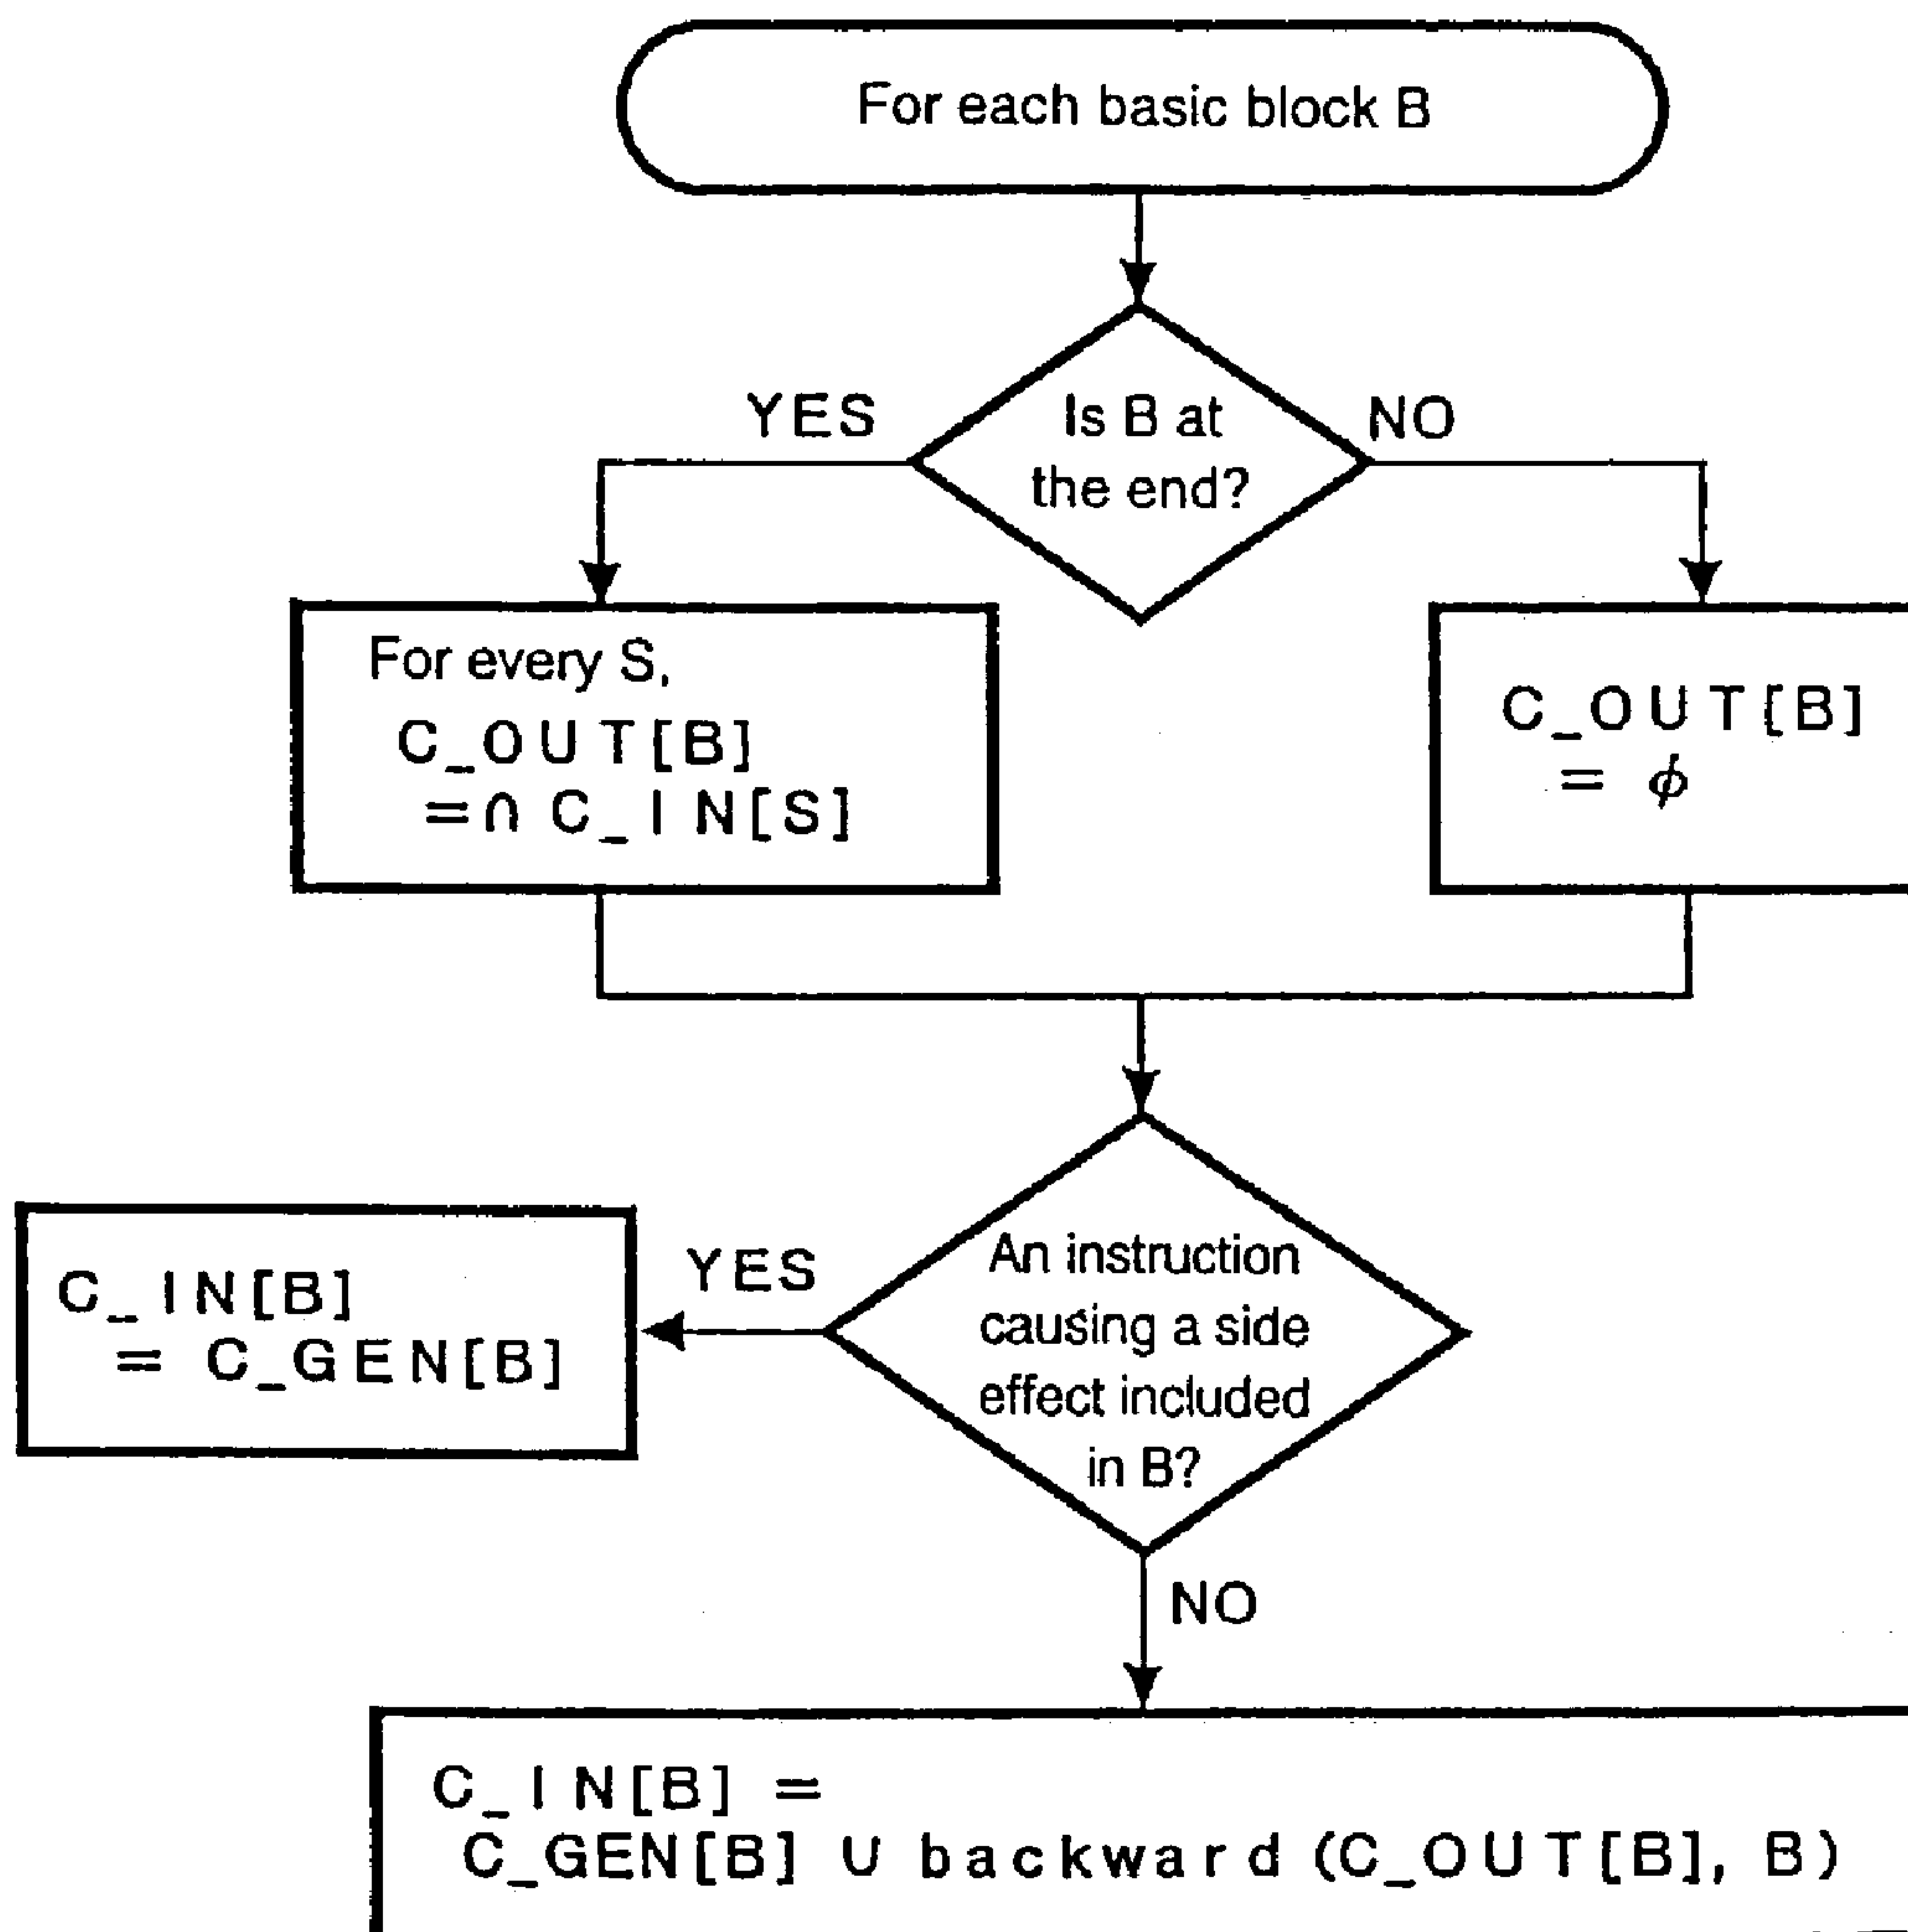 For each basic block B
YES
Is B at
the end?
NO
For every S,
C_OUT[B]
=∩ C_IN[S]
C_OUT[B]
= φ
An instruction
causing a side
effect included
in B?
YES
C_IN[B]
= C_GEN[B]
NO
C_IN[B] =
C_GEN[B] ∪ backward (C_OUT[B], B)